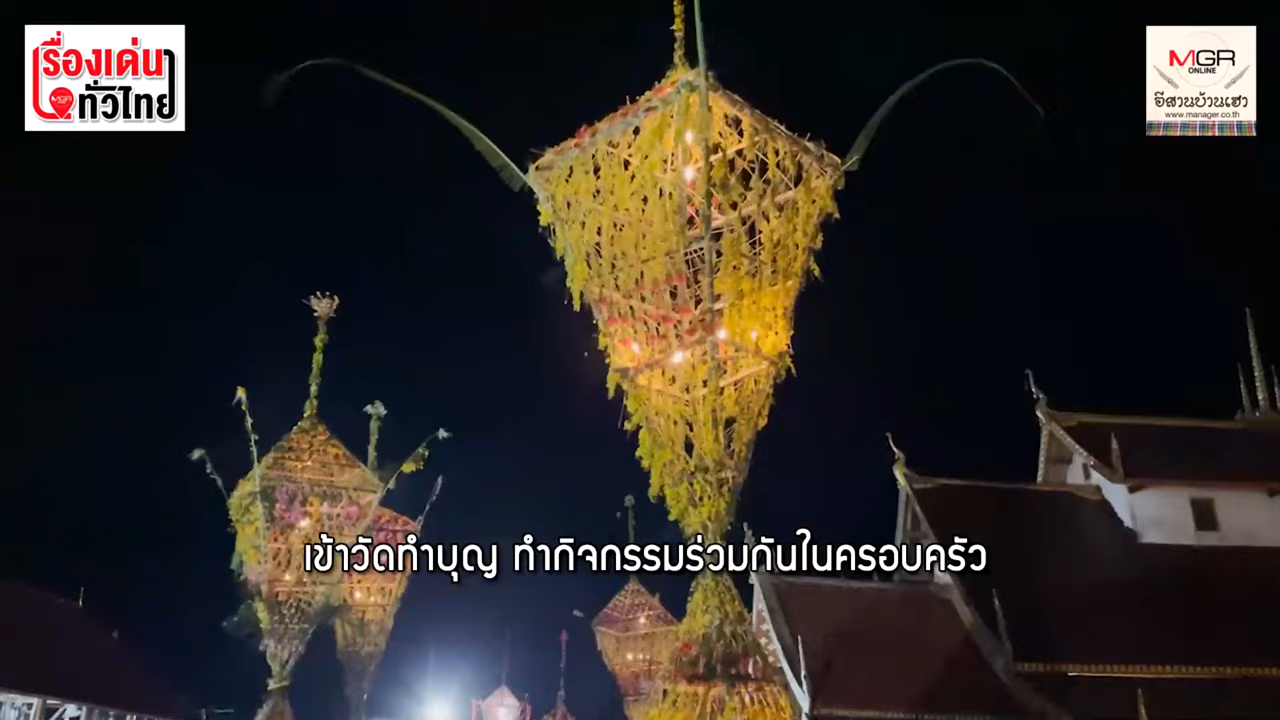 เรื่องเด่น
MGR
ทั่วไทย
MGR
ONLINE
อีสานบ้านเฮา
www.manager.co.th
เข้าวัดทำบุญ ทำกิจกรรมร่วมกันในครอบครัว